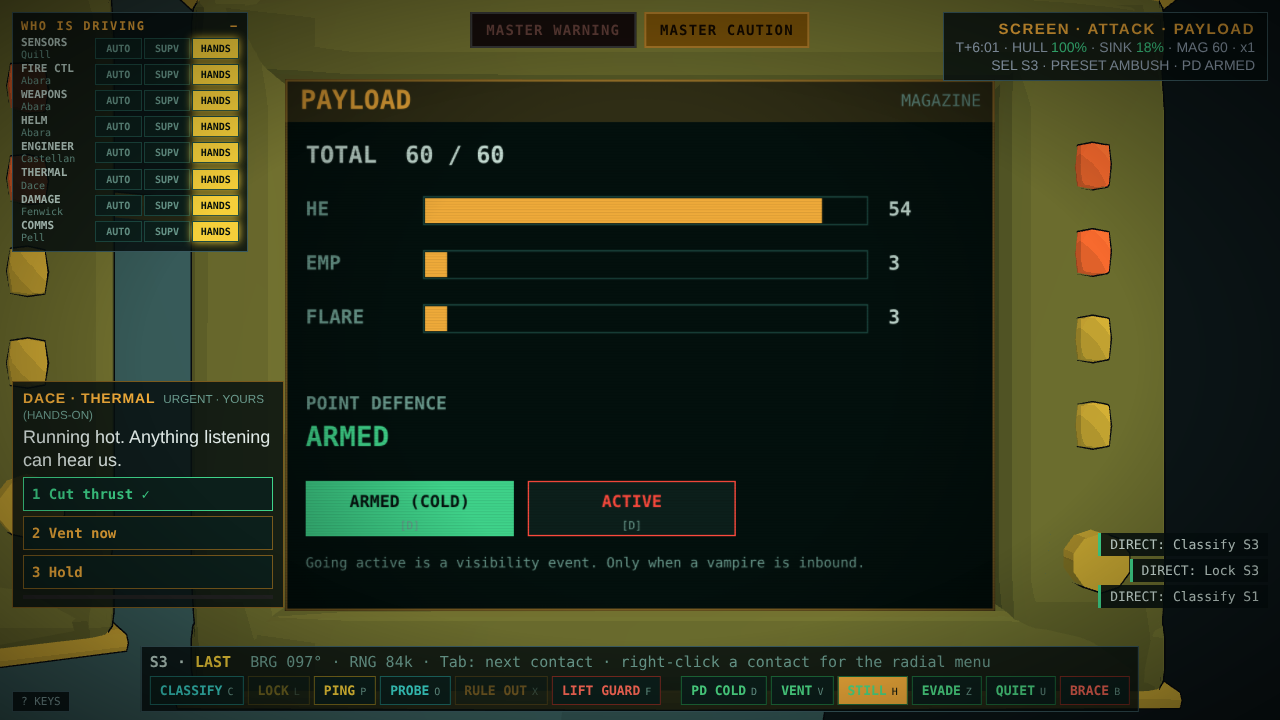 WHO IS DRIVING –
SENSORS
Quill
AUTO SUPV HANDS
FIRE CTL
Abara
AUTO SUPV HANDS
WEAPONS
Abara
AUTO SUPV HANDS
HELM
Abara
AUTO SUPV HANDS
ENGINEER
Castellan
AUTO SUPV HANDS
THERMAL
Dace
AUTO SUPV HANDS
DAMAGE
Fenwick
AUTO SUPV HANDS
COMMS
Pell
AUTO SUPV HANDS
MASTER WARNING MASTER CAUTION
SCREEN · ATTACK · PAYLOAD
T+6:01 · HULL 100% · SINK 18% · MAG 60 · x1
SEL S3 · PRESET AMBUSH · PD ARMED
PAYLOAD MAGAZINE
TOTAL 60 / 60
HE 54
EMP 3
FLARE 3
POINT DEFENCE
ARMED
ARMED (COLD)
[D]
ACTIVE
[D]
Going active is a visibility event. Only when a vampire is inbound.
DACE · THERMAL URGENT · YOURS
(HANDS-ON)
Running hot. Anything listening
can hear us.
1 Cut thrust ✓
2 Vent now
3 Hold
DIRECT: Classify S3
DIRECT: Lock S3
DIRECT: Classify S1
S3 · LAST BRG 097° · RNG 84k · Tab: next contact · right-click a contact for the radial menu
CLASSIFY C LOCK L PING P PROBE O RULE OUT X LIFT GUARD F PD COLD D VENT V STILL H EVADE Z QUIET U BRACE B
? KEYS